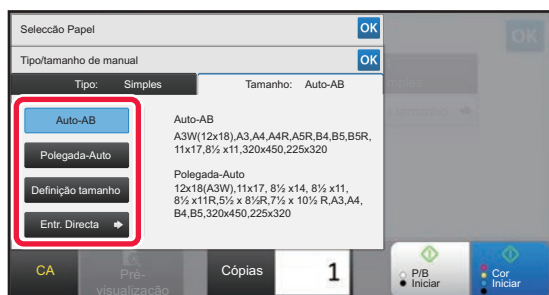 Seleccão Papel
OK
OK
Tipo/tamanho de manual
OK
Tipo: Simples
Tamanho: Auto-AB
Auto-AB
Polegada-Auto
Definição tamanho
Entr. Directa
Auto-AB
A3W(12x18),A3,A4,A4R,A5R,B4,B5,B5R,
11x17,8½ x11,320x450,225x320
Polegada-Auto
12x18(A3W),11x17, 8½ x14, 8½ x11,
8½ x11R,5½ x 8½R,7½ x 10½ R,A3,A4,
B4,B5,320x450,225x320
CA
Pré-
visualização
Cópias
1
P/B
Iniciar
Cor
Iniciar